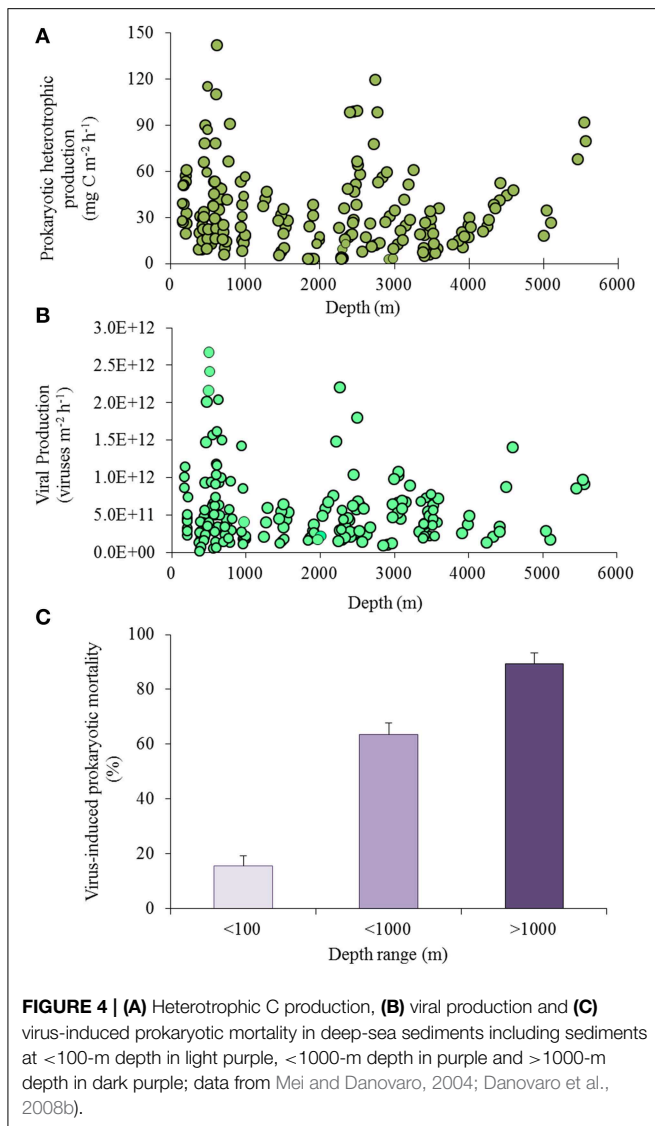 A
Prokaryotic heterotrophic
production
(mg C m⁻² h⁻¹)
150
120
90
60
30
0
0 1000 2000 3000 4000 5000 6000
Depth (m)
B
Viral Production
(viruses m⁻² h⁻¹)
3.0E+12
2.5E+12
2.0E+12
1.5E+12
1.0E+12
5.0E+11
0.0E+00
0 1000 2000 3000 4000 5000 6000
Depth (m)
C
Virus-induced prokaryotic mortality
(%)
100
80
60
40
20
0
<100 <1000 >1000
Depth range (m)
FIGURE 4 | (A) Heterotrophic C production, (B) viral production and (C)
virus-induced prokaryotic mortality in deep-sea sediments including sediments
at <100-m depth in light purple, <1000-m depth in purple and >1000-m
depth in dark purple; data from Mei and Danovaro, 2004; Danovaro et al.,
2008b).